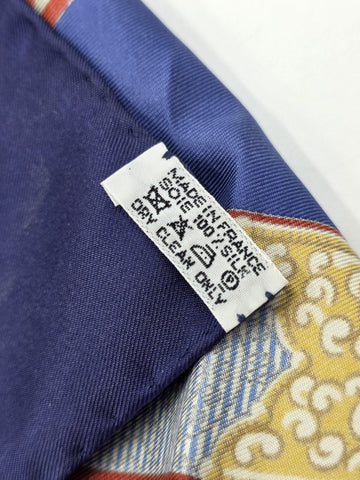 MADE IN FRANCE
SOIE 100% SILK
P
DRY CLEAN ONLY